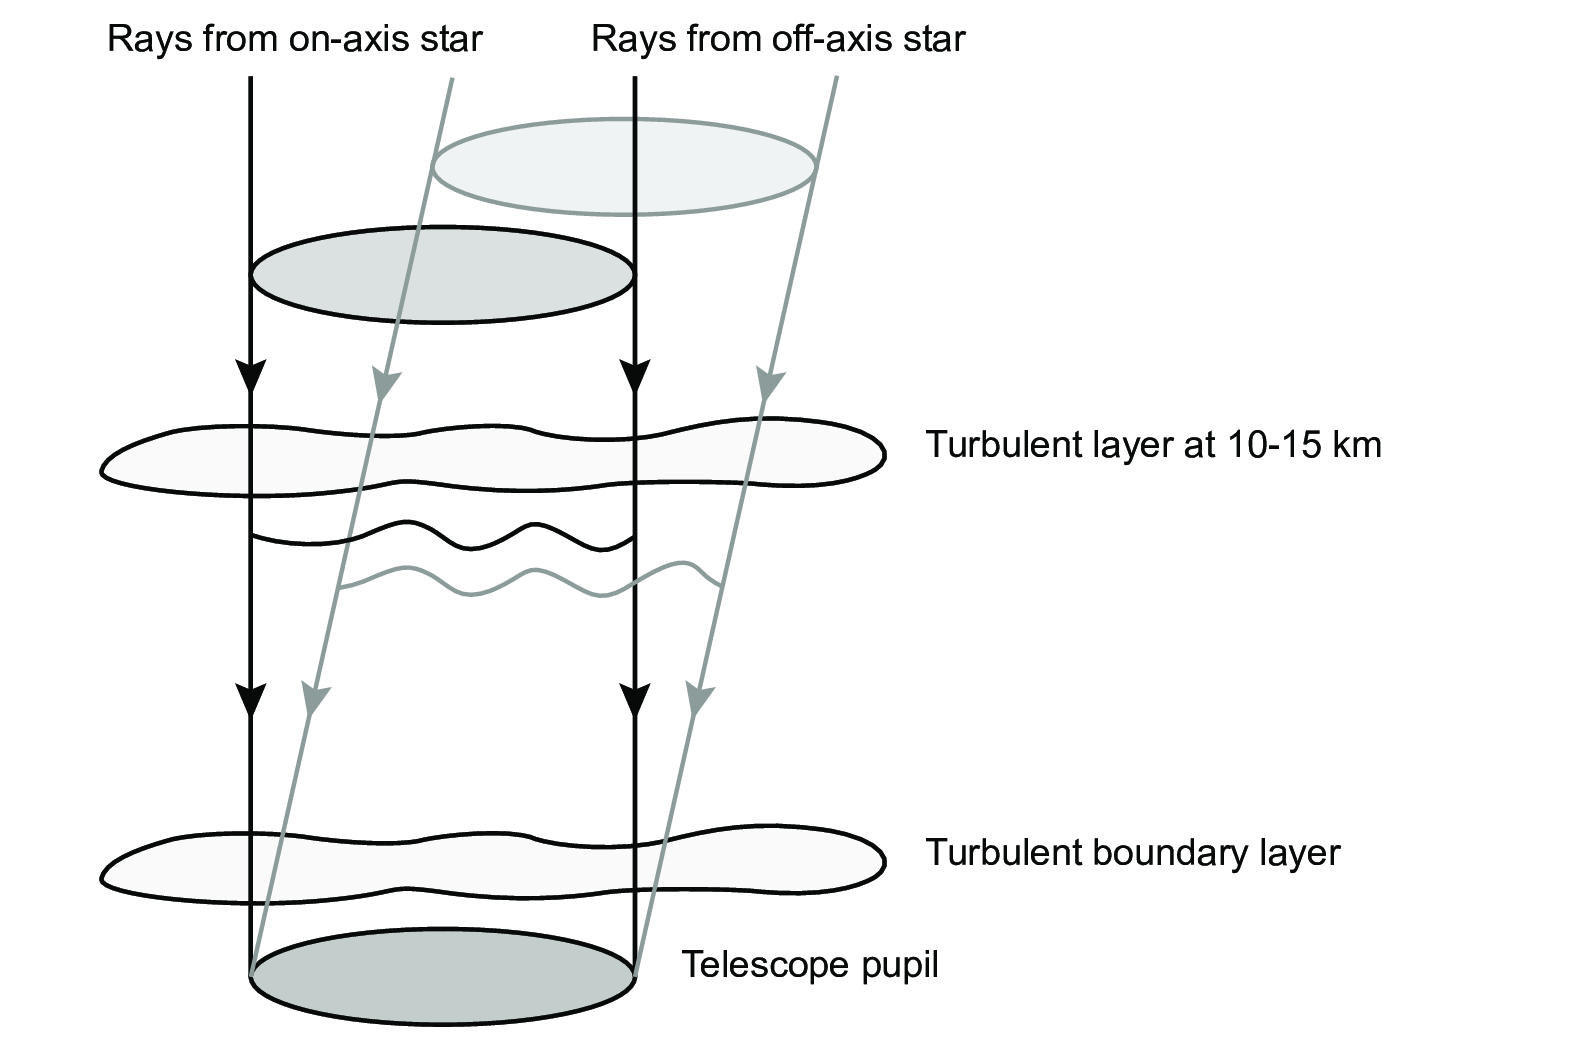 Rays from on-axis star
Rays from off-axis star
Turbulent layer at 10-15 km
Turbulent boundary layer
Telescope pupil